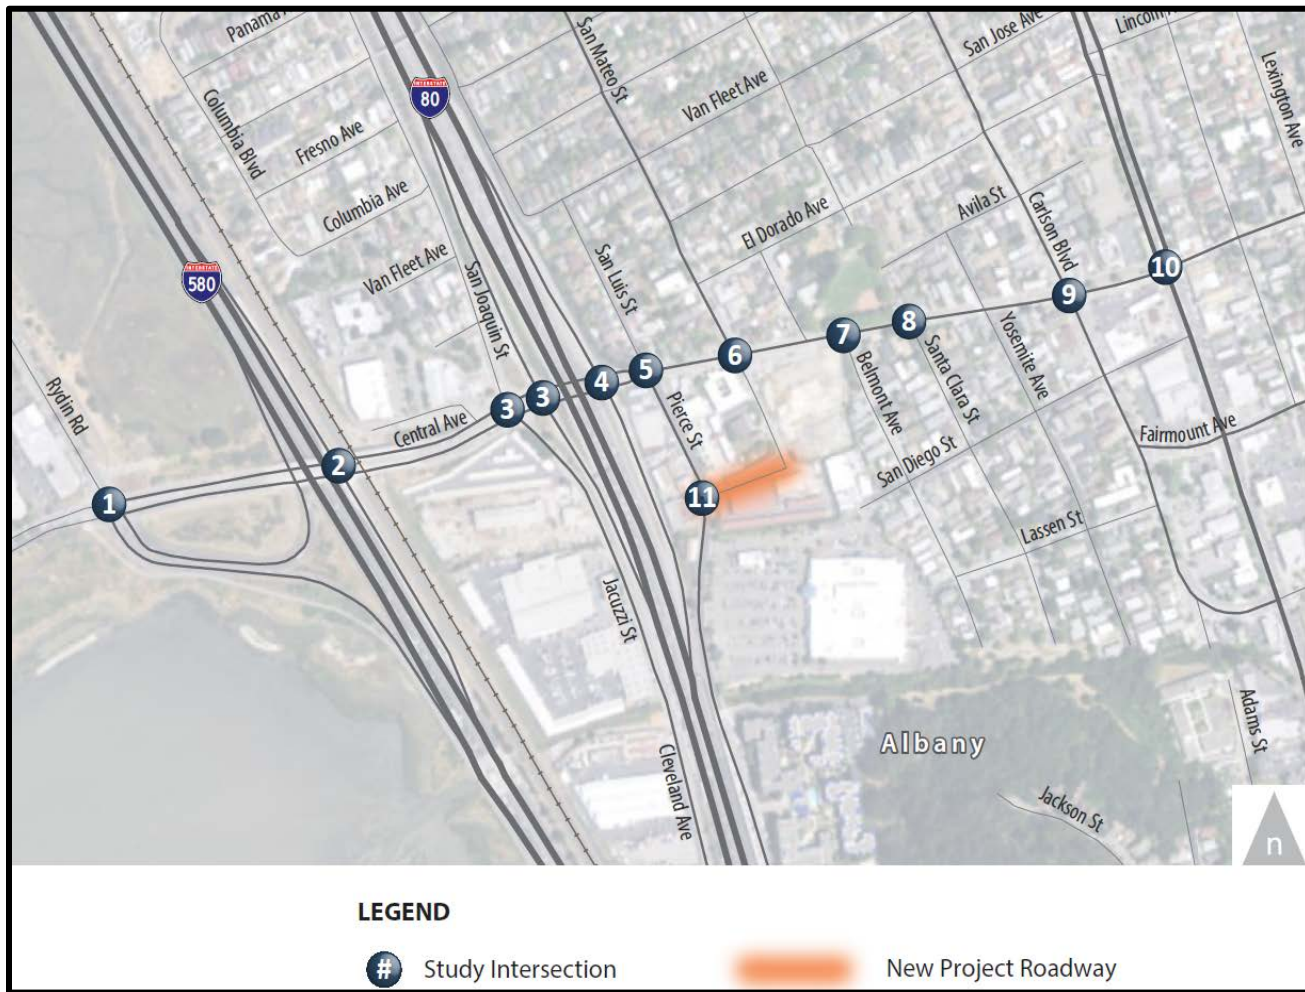 Panama
San Mateo St
San Jose Ave
Lincoln
Lexington Ave
INTERSTATE
80
Van Fleet Ave
Columbia Blvd
Fresno Ave
Columbia Ave
Avila St
Carlson Blvd
El Dorado Ave
Van Fleet Ave
San Joaquin St
San Luis St
INTERSTATE
580
10
9
8
7
6
5
4
3
3
Rydin Rd
Central Ave
Pierce St
Belmont Ave
Santa Clara St
Yosemite Ave
Fairmount Ave
San Diego St
2
1
11
Lassen St
Jacuzzi St
Cleveland Ave
Albany
Adams St
Jackson St
n
LEGEND
# Study Intersection
New Project Roadway